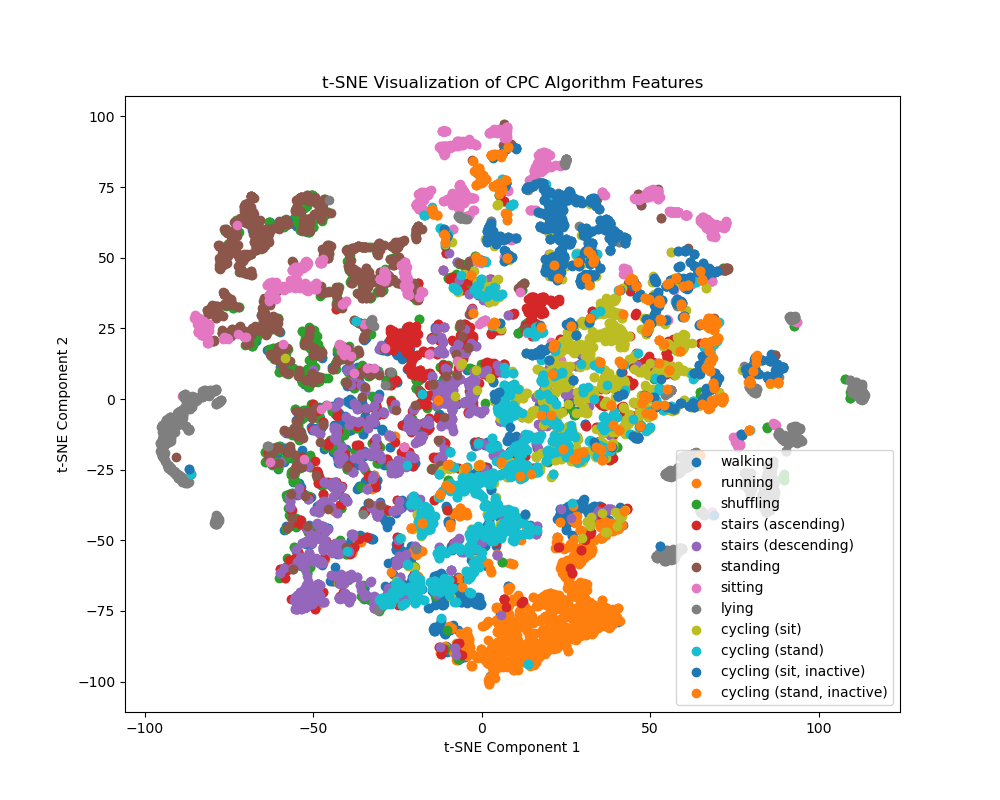 t-SNE Visualization of CPC Algorithm Features
100
75
50
25
0
−25
−50
−75
−100
t-SNE Component 2
walking
running
shuffling
stairs (ascending)
stairs (descending)
standing
sitting
lying
cycling (sit)
cycling (stand)
cycling (sit, inactive)
cycling (stand, inactive)
−100
−50
0
50
100
t-SNE Component 1